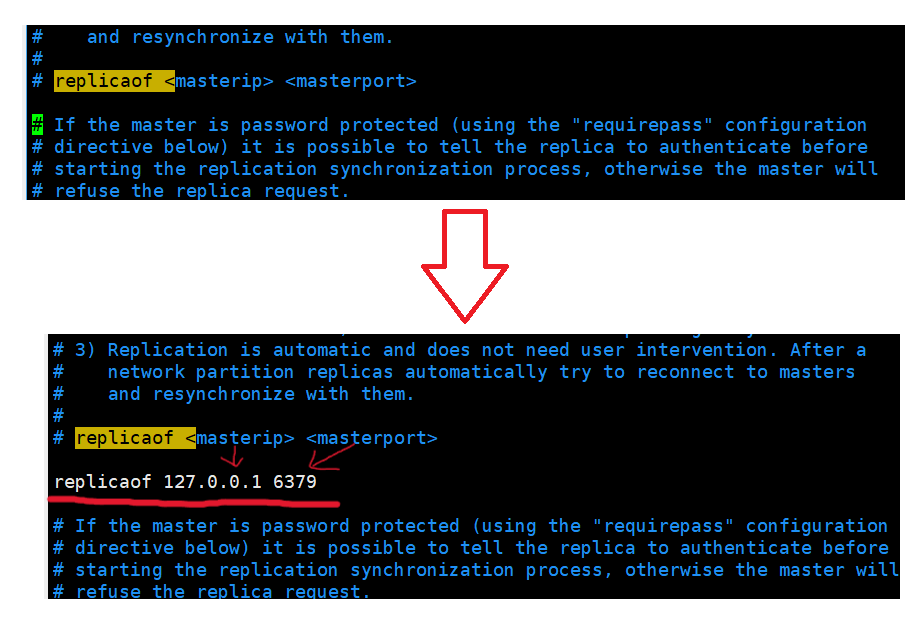 #    and resynchronize with them.
#
# replicaof <masterip> <masterport>
# If the master is password protected (using the "requirepass" configuration
# directive below) it is possible to tell the replica to authenticate before
# starting the replication synchronization process, otherwise the master will
# refuse the replica request.
# 3) Replication is automatic and does not need user intervention. After a
#    network partition replicas automatically try to reconnect to masters
#    and resynchronize with them.
#
# replicaof <masterip> <masterport>
replicaof 127.0.0.1 6379
# If the master is password protected (using the "requirepass" configuration
# directive below) it is possible to tell the replica to authenticate before
# starting the replication synchronization process, otherwise the master will
# refuse the replica request.